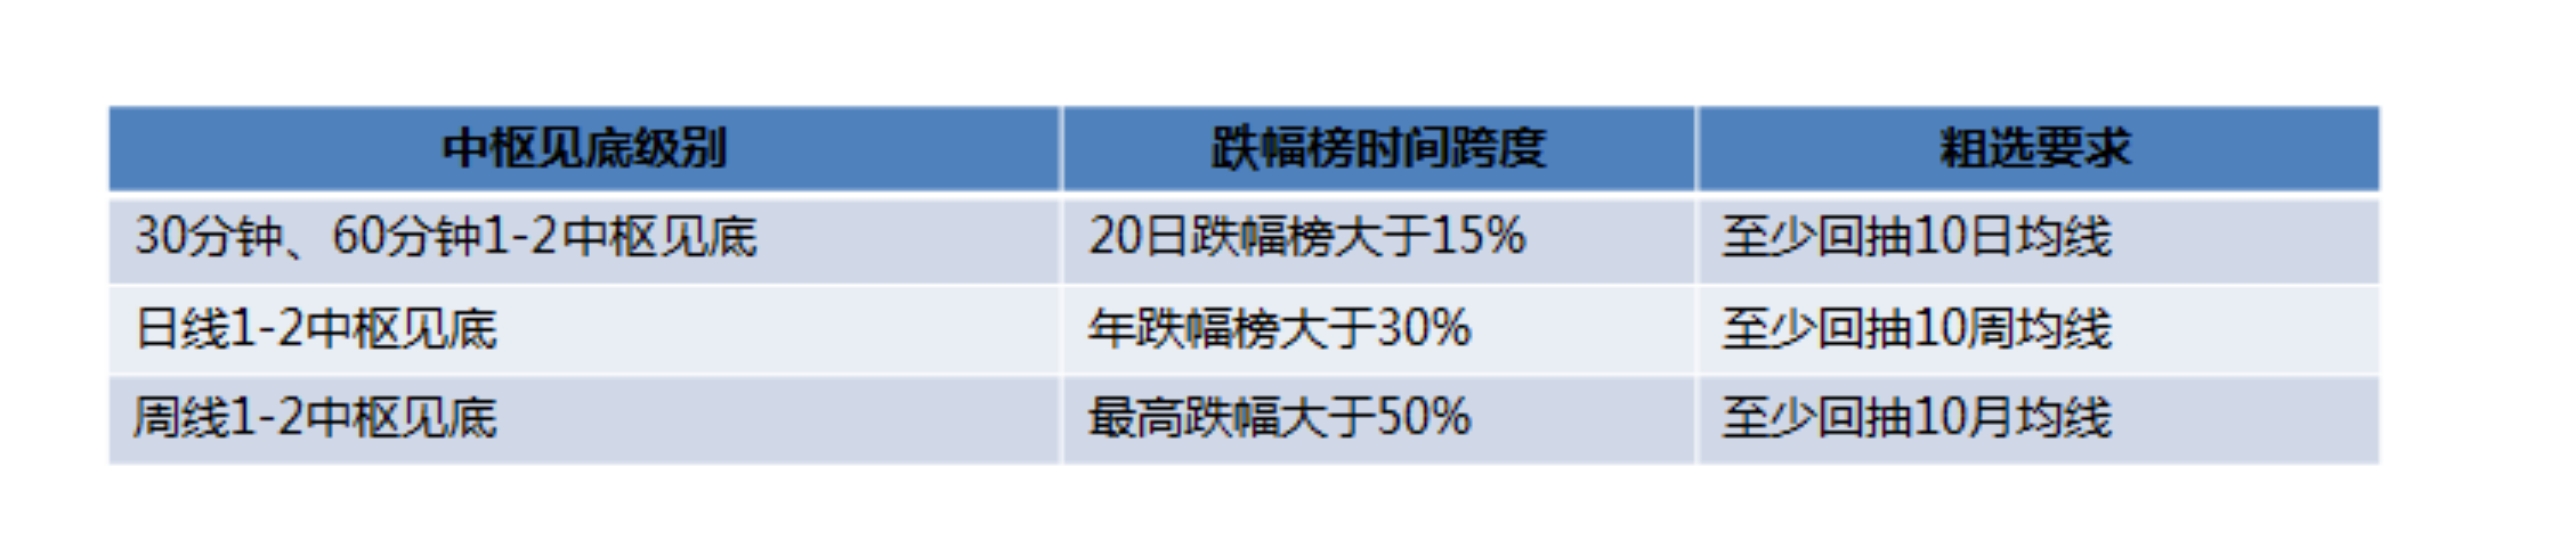 中枢见底级别 跌幅榜时间跨度 粗选要求
30分钟、60分钟1-2中枢见底 20日跌幅榜大于15% 至少回抽10日均线
日线1-2中枢见底 年跌幅榜大于30% 至少回抽10周均线
周线1-2中枢见底 最高跌幅大于50% 至少回抽10月均线